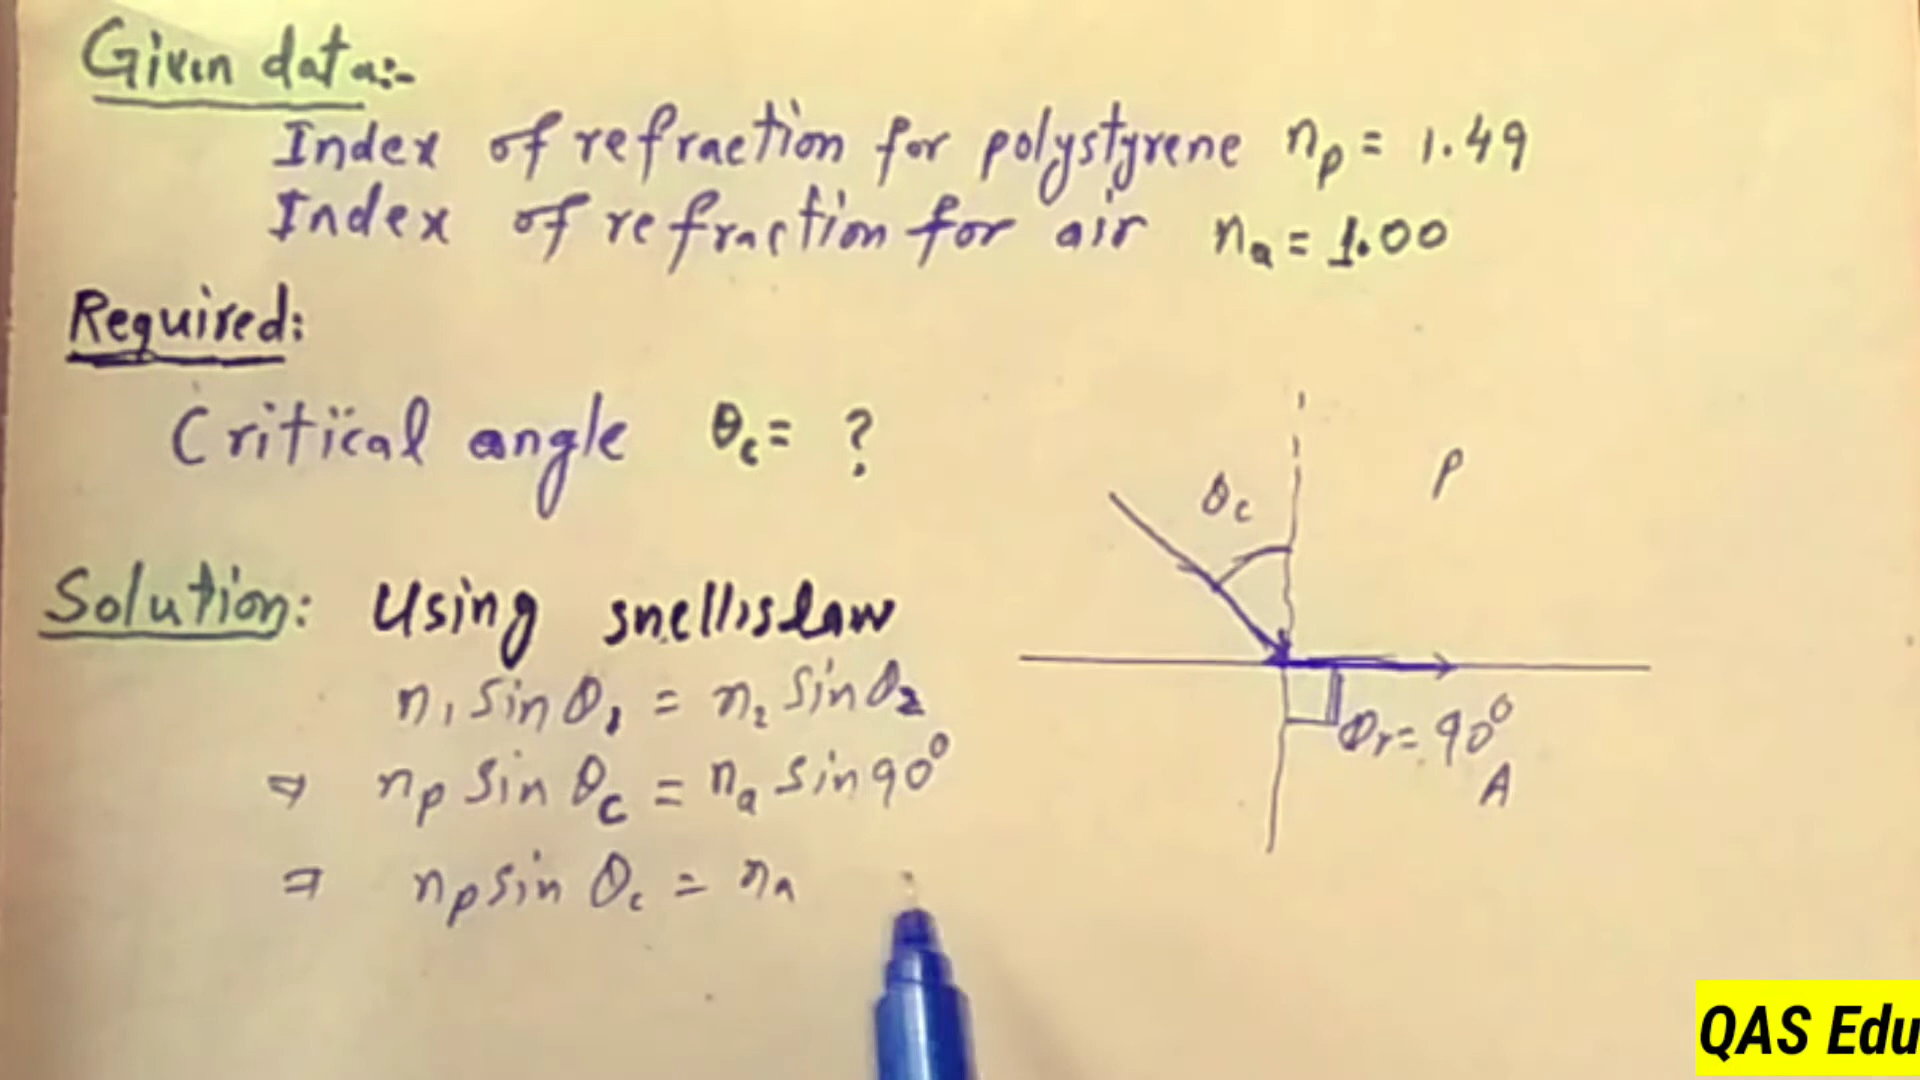 Given data:-
Index of refraction for polystyrene np = 1.49
Index of refraction for air na = 1.00
Required:
Critical angle θc = ?
θc
P
Solution: Using snell's law
n1 sin θ1 = n2 sin θ2
θr = 90°
⇒ np sin θc = na sin 90°
A
⇒ np sin θc = na
QAS Edu